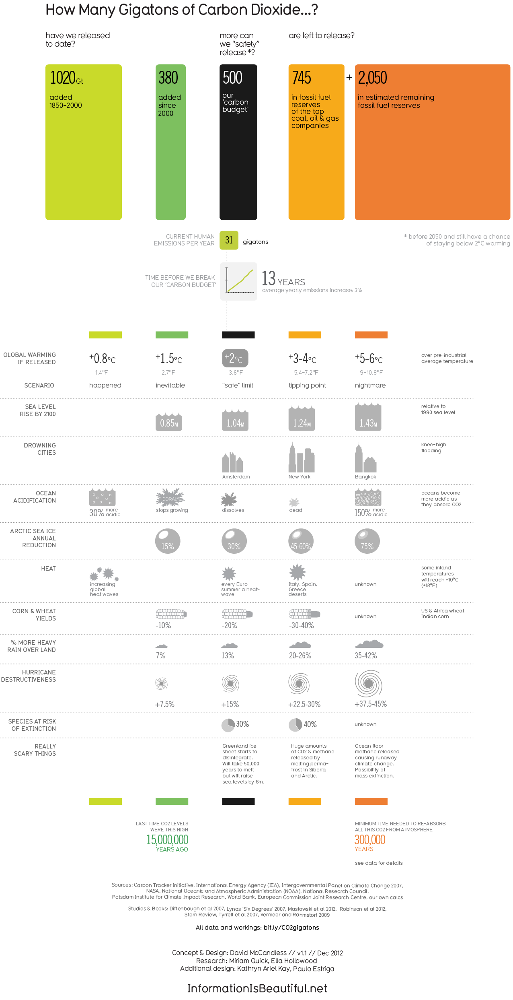 How Many Gigatons of Carbon Dioxide...?
have we released
to date?
more can
we “safely”
release*?
are left to release?
1020Gt
added
1850-2000
380
added
since
2000
500
our
‘carbon
budget’
745
in fossil fuel
reserves
of the top
coal, oil & gas
companies
+
2,050
in estimated remaining
fossil fuel reserves
CURRENT HUMAN
EMISSIONS PER YEAR
31 gigatons
* before 2050 and still have a chance
of staying below 2°C warming
TIME BEFORE WE BREAK
OUR ‘CARBON BUDGET’
13 YEARS
average yearly emissions increase: 3%
GLOBAL WARMING
IF RELEASED
+0.8°C
1.4°F
+1.5°C
2.7°F
+2°C
3.6°F
+3-4°C
5.4-7.2°F
+5-6°C
9-10.8°F
over pre-industrial
average temperature
SCENARIO
happened
inevitable
“safe” limit
tipping point
nightmare
SEA LEVEL
RISE BY 2100
0.85M
1.04M
1.24M
1.43M
relative to
1990 sea level
DROWNING
CITIES
Amsterdam
New York
Bangkok
knee-high
flooding
OCEAN
ACIDIFICATION
30% more
acidic
CORAL
stops growing
dissolves
dead
150% more
acidic
oceans become
more acidic as
they absorb CO2
ARCTIC SEA ICE
ANNUAL
REDUCTION
15%
30%
45-60%
75%
HEAT
increasing
global
heat waves
every Euro
summer a heat-
wave
Italy, Spain,
Greece
deserts
unknown
some inland
temperatures
will reach +10°C
(+18°F)
CORN & WHEAT
YIELDS
-10%
-20%
-30-40%
unknown
US & Africa wheat
Indian corn
% MORE HEAVY
RAIN OVER LAND
7%
13%
20-26%
35-42%
HURRICANE
DESTRUCTIVENESS
+7.5%
+15%
+22.5-30%
+37.5-45%
SPECIES AT RISK
OF EXTINCTION
30%
40%
unknown
REALLY
SCARY THINGS
Greenland ice
sheet starts to
disintegrate.
Will take 50,000
years to melt
but will raise
sea levels by 6m.
Huge amounts
of CO2 & methane
released by
melting perma-
frost in Siberia
and Arctic.
Ocean floor
methane released
causing runaway
climate change.
Possibility of
mass extinction.
LAST TIME CO2 LEVELS
WERE THIS HIGH
15,000,000
YEARS AGO
MINIMUM TIME NEEDED TO RE-ABSORB
ALL THIS CO2 FROM ATMOSPHERE
300,000
YEARS
see data for details
Sources: Carbon Tracker Initiative, International Energy Agency (IEA), Intergovernmental Panel on Climate Change 2007,
NASA, National Oceanic and Atmospheric Administration (NOAA), National Research Council,
Potsdam Institute for Climate Impact Research, World Bank, European Commission Joint Research Centre, our own calcs
Studies & Books: Diffenbaugh et al 2007, Lynas 'Six Degrees' 2007, Maslowski et al 2012, Robinson et al 2012,
Stern Review, Tyrrell et al 2007, Vermeer and Rahmstorf 2009
All data and workings: bit.ly/CO2gigatons
Concept & Design: David McCandless // v1.1 // Dec 2012
Research: Miriam Quick, Ella Hollowood
Additional design: Kathryn Ariel Kay, Paulo Estriga
InformationIsBeautiful.net